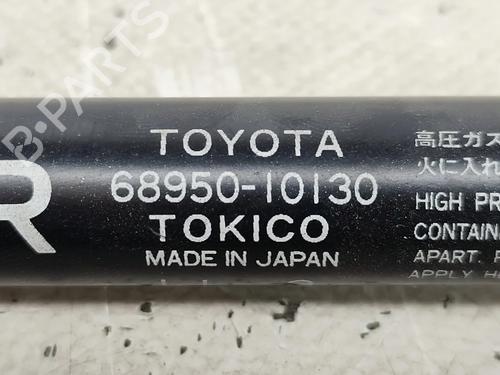 B-PARTS
R
TOYOTA
68950-10130
TOKICO
MADE IN JAPAN
高圧ガス
火に入れ
HIGH PR
CONTAIN
APART.
APPLY H